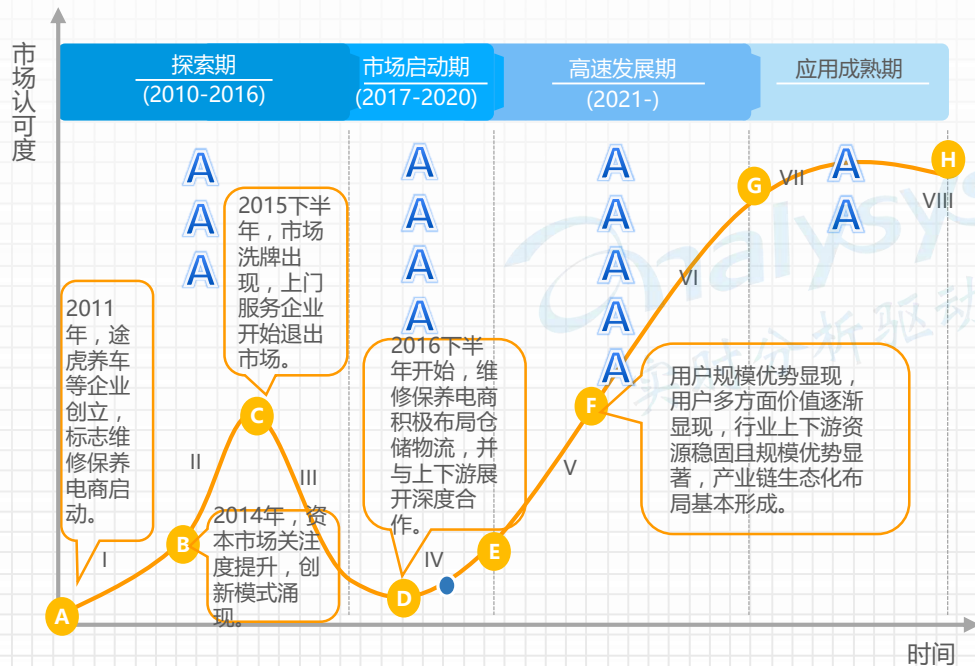 市场认可度
探索期
(2010-2016)
市场启动期
(2017-2020)
高速发展期
(2021-)
应用成熟期
A
A
A
A
A
A
A
A
A
A
A
A
A
A
2011
年，途
虎养车
等企业
创立，
标志维
修保养
电商启
动。
2015下半
年，市场
洗牌出
现，上门
服务企业
开始退出
市场。
2014年，资
本市场关注
度提升，创
新模式涌
现。
2016下半
年开始，维
修保养电商
积极布局仓
储物流，并
与上下游展
开深度合
作。
用户规模优势显现，
用户多方面价值逐渐
显现，行业上下游资
源稳固且规模优势显
著，产业链生态化布
局基本形成。
A
I
B
II
C
III
D
IV
E
V
F
VI
G
VII
H
VIII
nalysys
实时分析驱动
时间